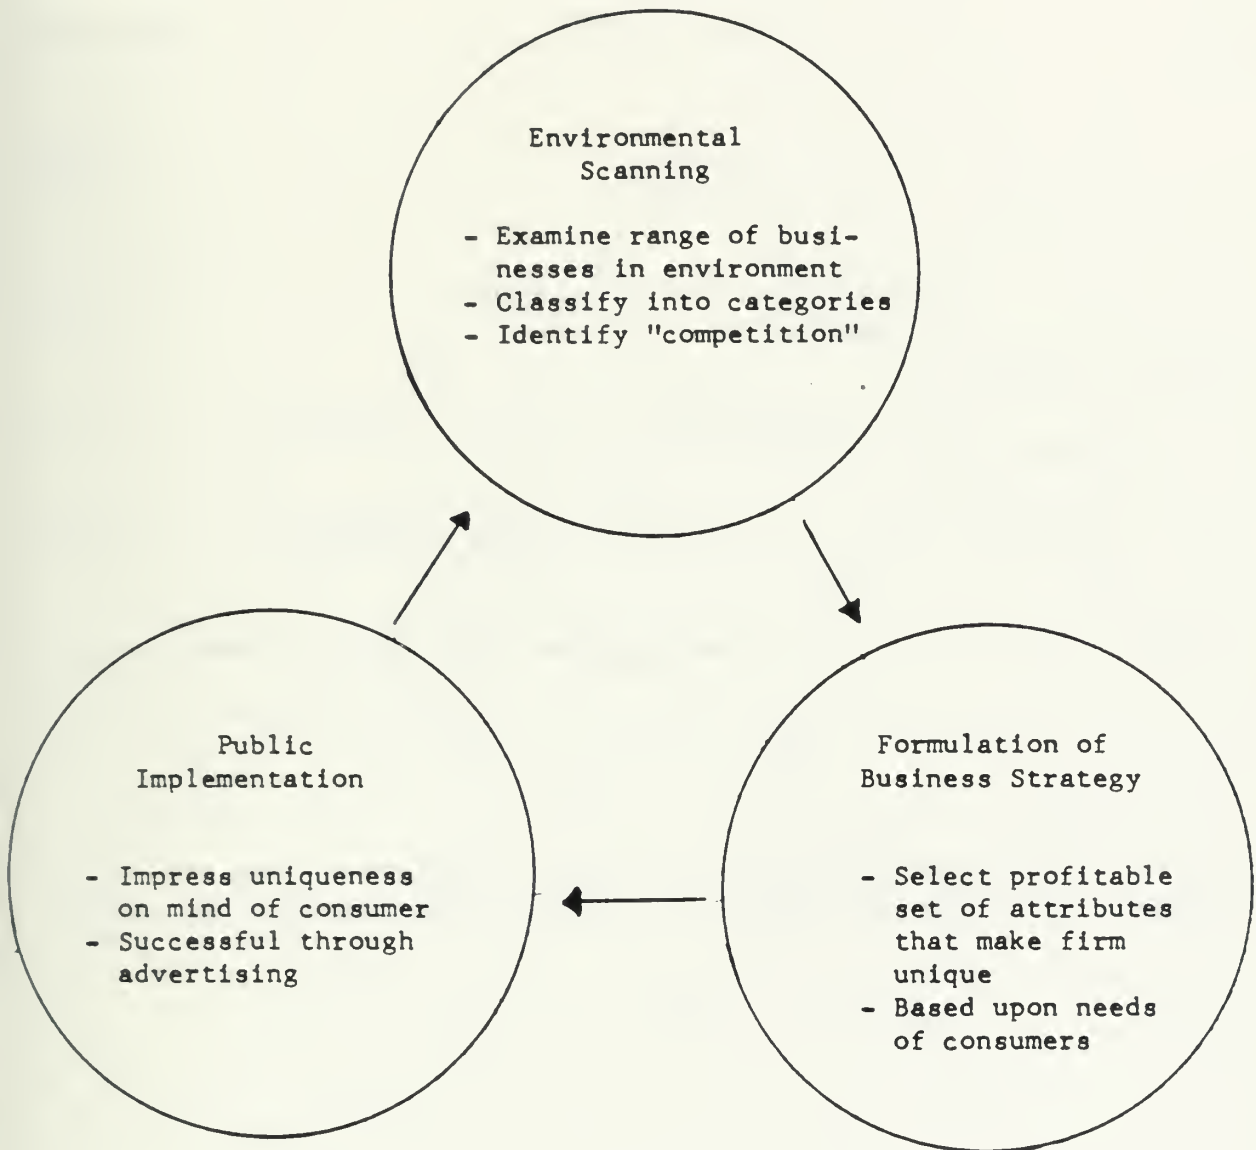 Environmental
Scanning
- Examine range of busi-
nesses in environment
- Classify into categories
- Identify "competition"
Public
Implementation
- Impress uniqueness
on mind of consumer
- Successful through
advertising
Formulation of
Business Strategy
- Select profitable
set of attributes
that make firm
unique
- Based upon needs
of consumers